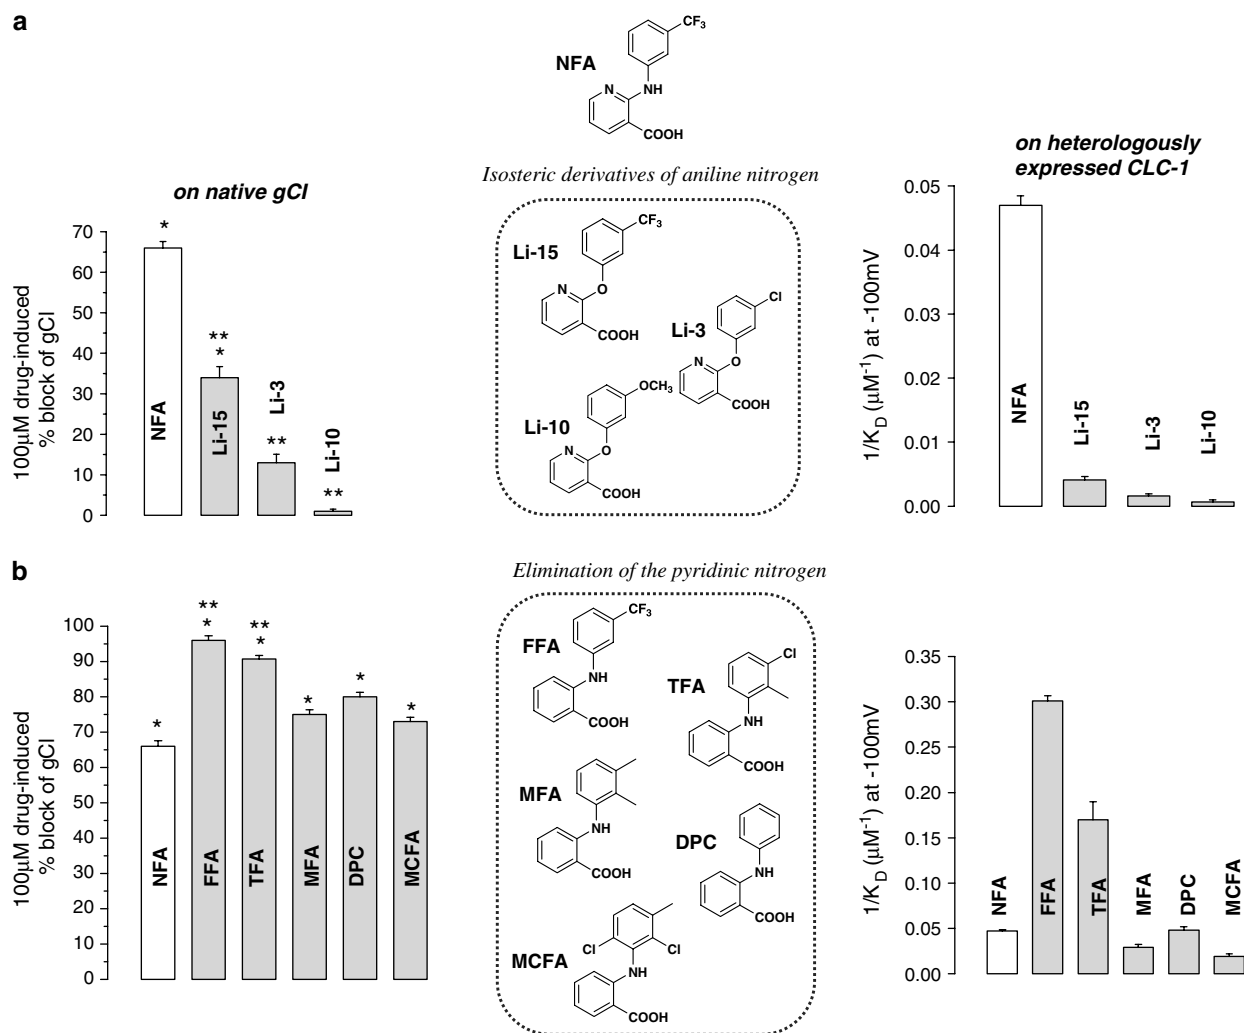 a
NFA
CF3
N
NH
COOH
on native gCl
Isosteric derivatives of aniline nitrogen
on heterologously
expressed CLC-1
100µM drug-induced
% block of gCl
70
60
50
40
30
20
10
0
*
NFA
**
*
Li-15
Li-3
**
Li-10
**
Li-15
CF3
N
O
COOH
Li-3
Cl
N
O
COOH
Li-10
OCH3
N
O
COOH
1/KD (µM-1) at -100mV
0.05
0.04
0.03
0.02
0.01
0.00
NFA
Li-15
Li-3
Li-10
b
Elimination of the pyridinic nitrogen
100µM drug-induced
% block of gCl
100
90
80
70
60
50
40
30
20
10
0
*
NFA
**
*
FFA
**
*
TFA
*
MFA
*
DPC
*
MCFA
FFA
CF3
NH
COOH
TFA
Cl
NH
COOH
MFA
NH
COOH
DPC
NH
COOH
MCFA
Cl
Cl
NH
COOH
1/KD (µM-1) at -100mV
0.35
0.30
0.25
0.20
0.15
0.10
0.05
0.00
NFA
FFA
TFA
MFA
DPC
MCFA